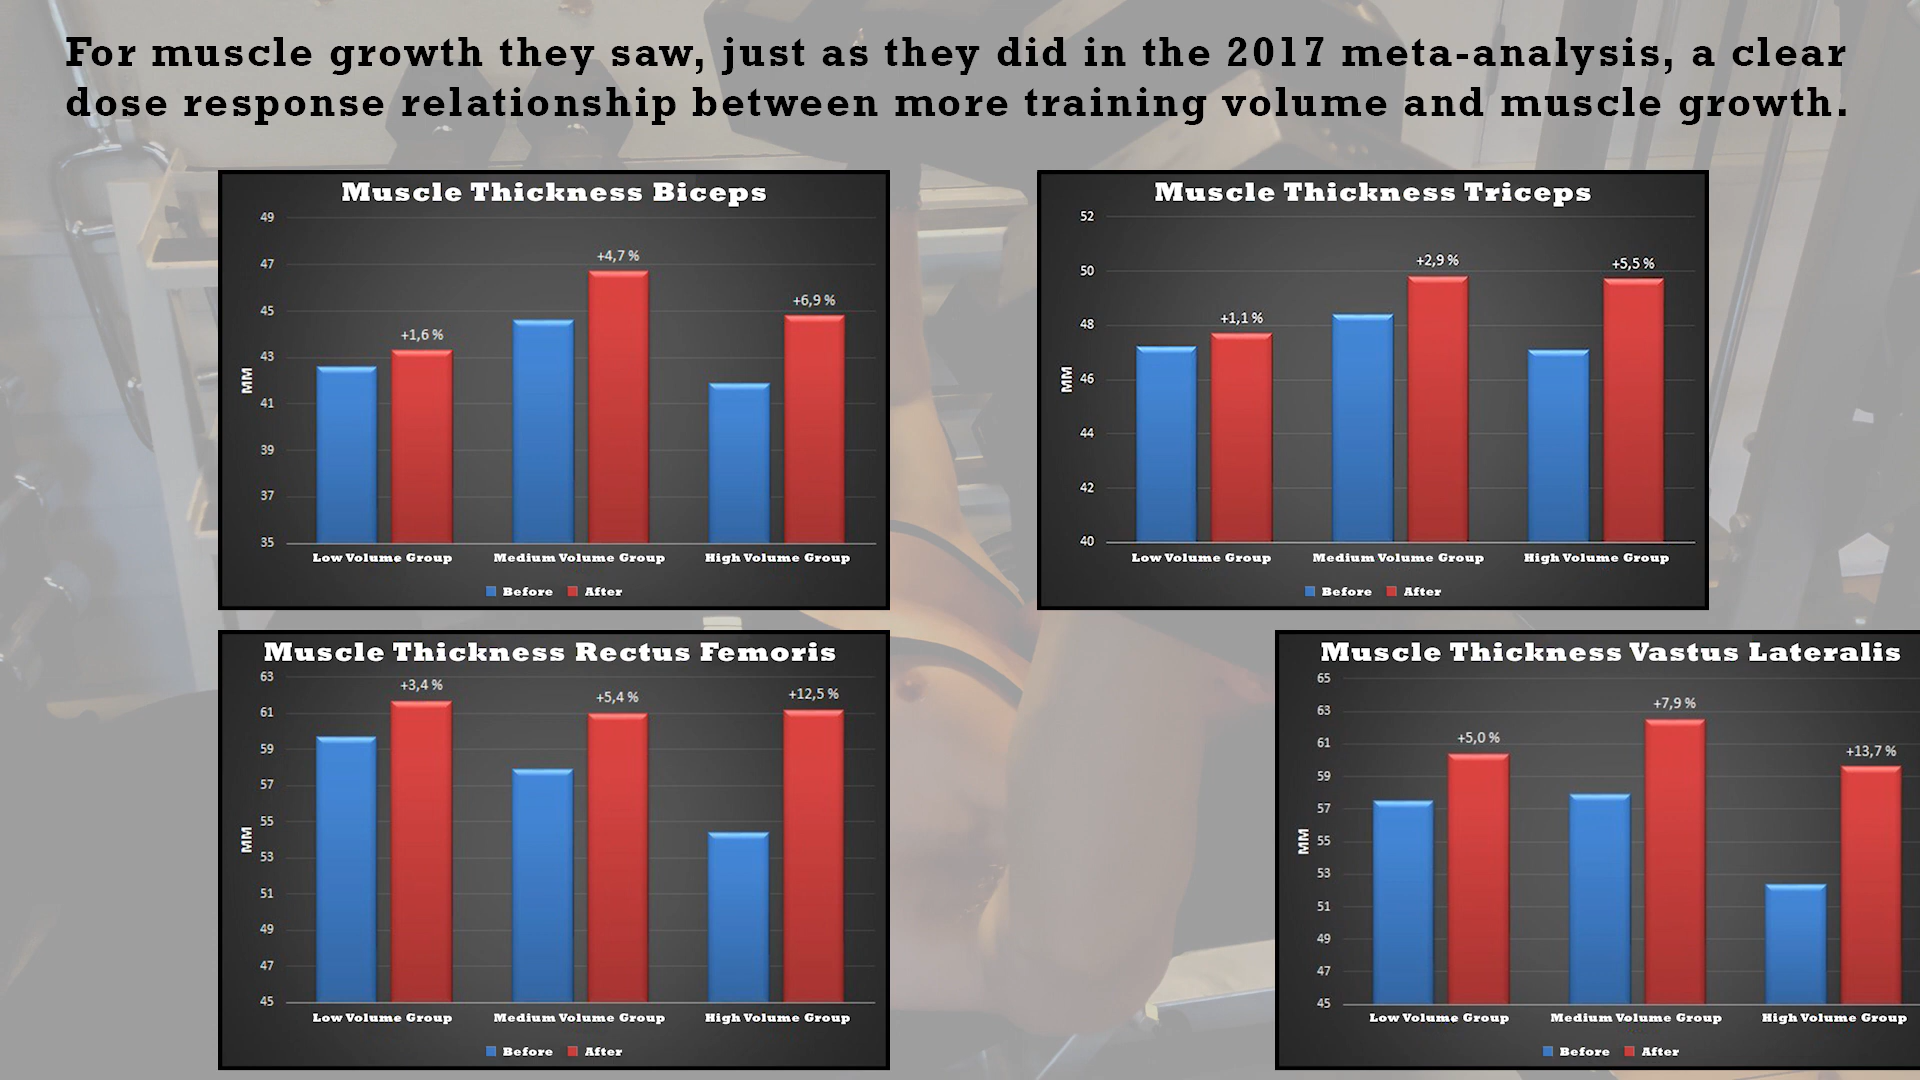 For muscle growth they saw, just as they did in the 2017 meta-analysis, a clear
dose response relationship between more training volume and muscle growth.
Muscle Thickness Biceps
49
47
45
43
41
39
37
35
MM
+1,6 %
+4,7 %
+6,9 %
Low Volume Group Medium Volume Group High Volume Group
Before After
Muscle Thickness Triceps
52
50
48
46
44
42
40
MM
+1,1 %
+2,9 %
+5,5 %
Low Volume Group Medium Volume Group High Volume Group
Before After
Muscle Thickness Rectus Femoris
63
61
59
57
55
53
51
49
47
45
MM
+3,4 %
+5,4 %
+12,5 %
Low Volume Group Medium Volume Group High Volume Group
Before After
Muscle Thickness Vastus Lateralis
65
63
61
59
57
55
53
51
49
47
45
MM
+5,0 %
+7,9 %
+13,7 %
Low Volume Group Medium Volume Group High Volume Group
Before After